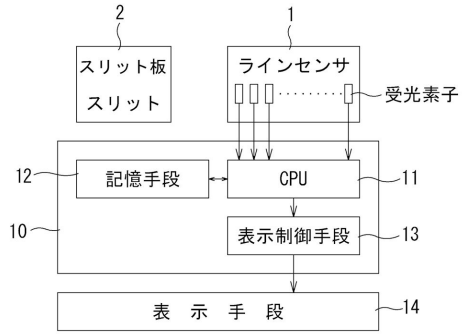 2
1
スリット板
スリット
ラインセンサ
受光素子
12
記憶手段
CPU
11
10
表示制御手段
13
表示手段
14